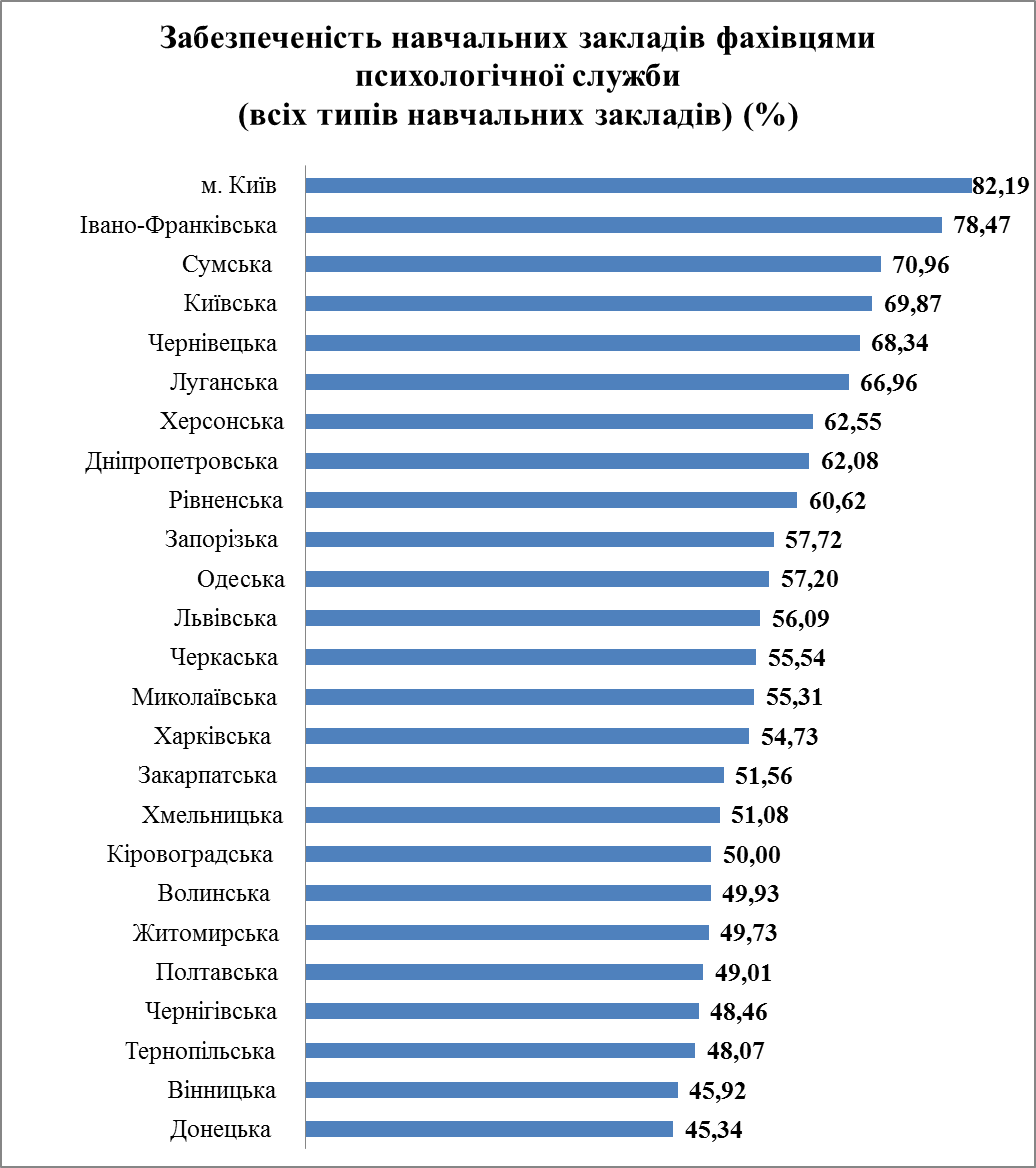 Забезпеченість навчальних закладів фахівцями
психологічної служби
(всіх типів навчальних закладів) (%)
м. Київ 82,19
Івано-Франківська 78,47
Сумська 70,96
Київська 69,87
Чернівецька 68,34
Луганська 66,96
Херсонська 62,55
Дніпропетровська 62,08
Рівненська 60,62
Запорізька 57,72
Одеська 57,20
Львівська 56,09
Черкаська 55,54
Миколаївська 55,31
Харківська 54,73
Закарпатська 51,56
Хмельницька 51,08
Кіровоградська 50,00
Волинська 49,93
Житомирська 49,73
Полтавська 49,01
Чернігівська 48,46
Тернопільська 48,07
Вінницька 45,92
Донецька 45,34